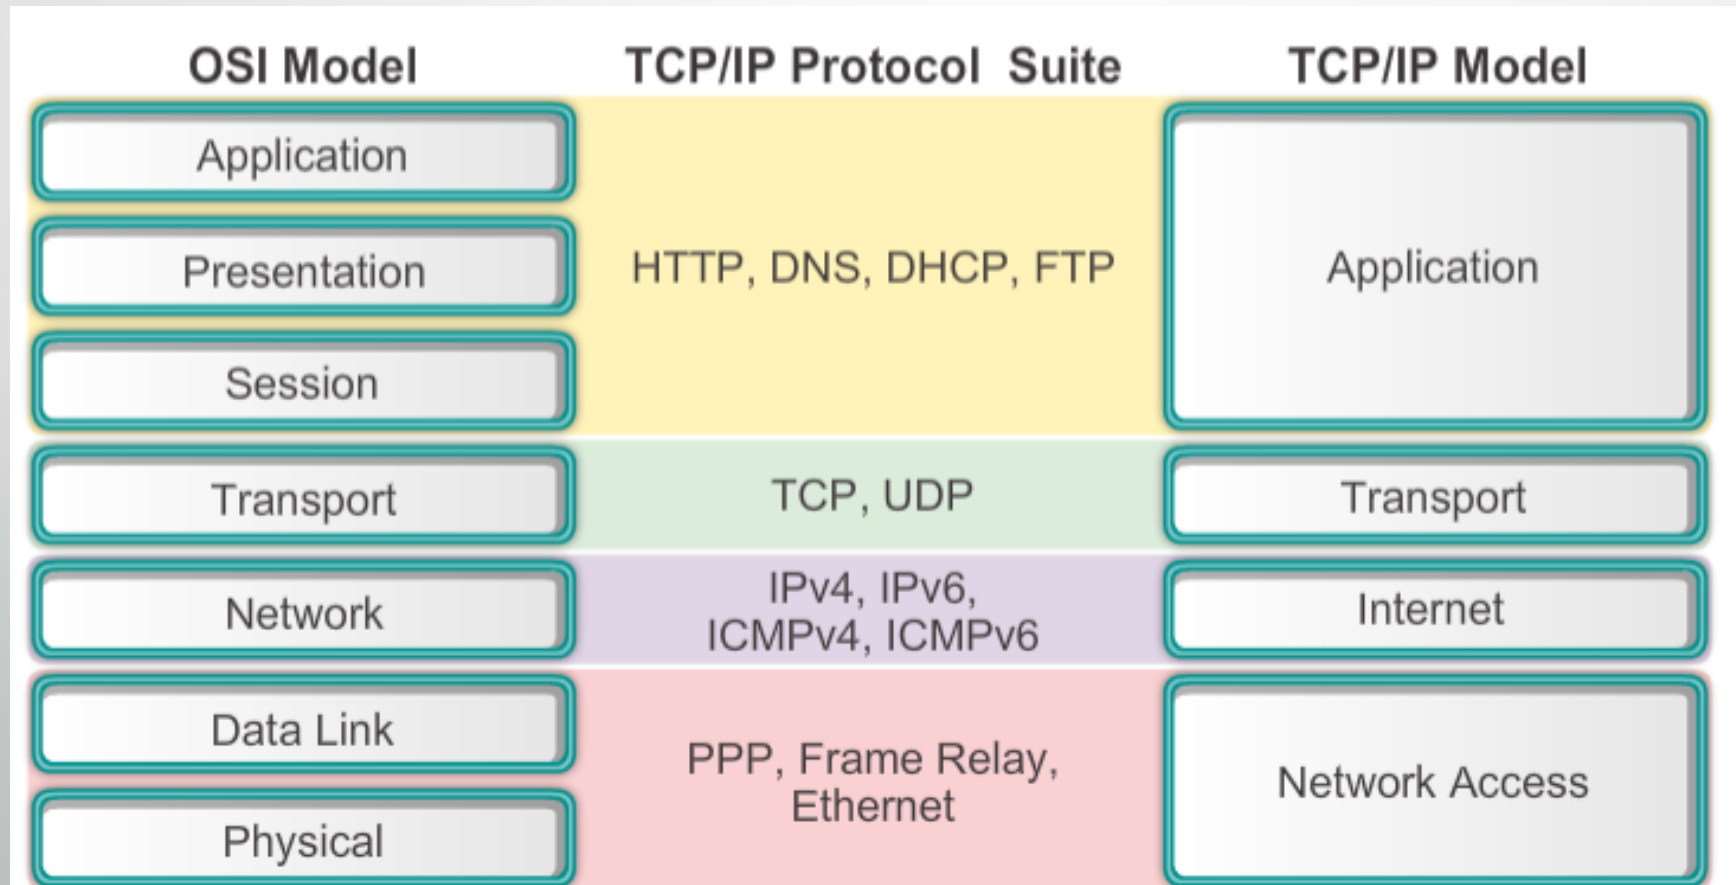 OSI Model
TCP/IP Protocol Suite
TCP/IP Model
Application
Presentation
Session
HTTP, DNS, DHCP, FTP
Application
Transport
TCP, UDP
Transport
Network
IPv4, IPv6,
ICMPv4, ICMPv6
Internet
Data Link
Physical
PPP, Frame Relay,
Ethernet
Network Access